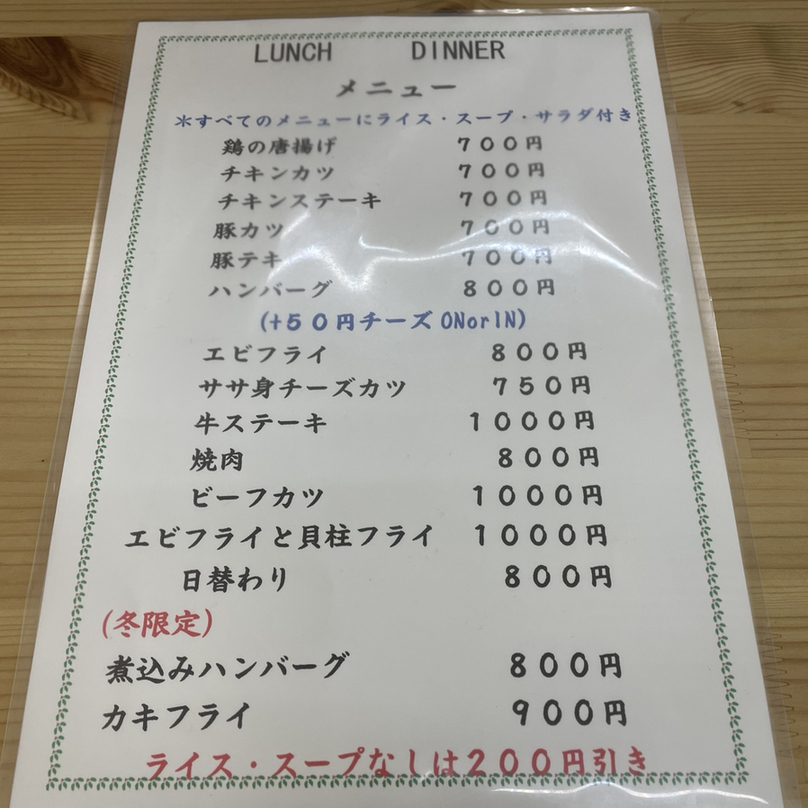 LUNCH DINNER
メニュー
＊すべてのメニューにライス・スープ・サラダ付き
鶏の唐揚げ ７００円
チキンカツ ７００円
チキンステーキ ７００円
豚カツ ７００円
豚テキ ７００円
ハンバーグ ８００円
(+５０円チーズ ONorIN)
エビフライ ８００円
ササ身チーズカツ ７５０円
牛ステーキ １０００円
焼肉 ８００円
ビーフカツ １０００円
エビフライと貝柱フライ １０００円
日替わり ８００円
(冬限定)
煮込みハンバーグ ８００円
カキフライ ９００円
ライス・スープなしは２００円引き